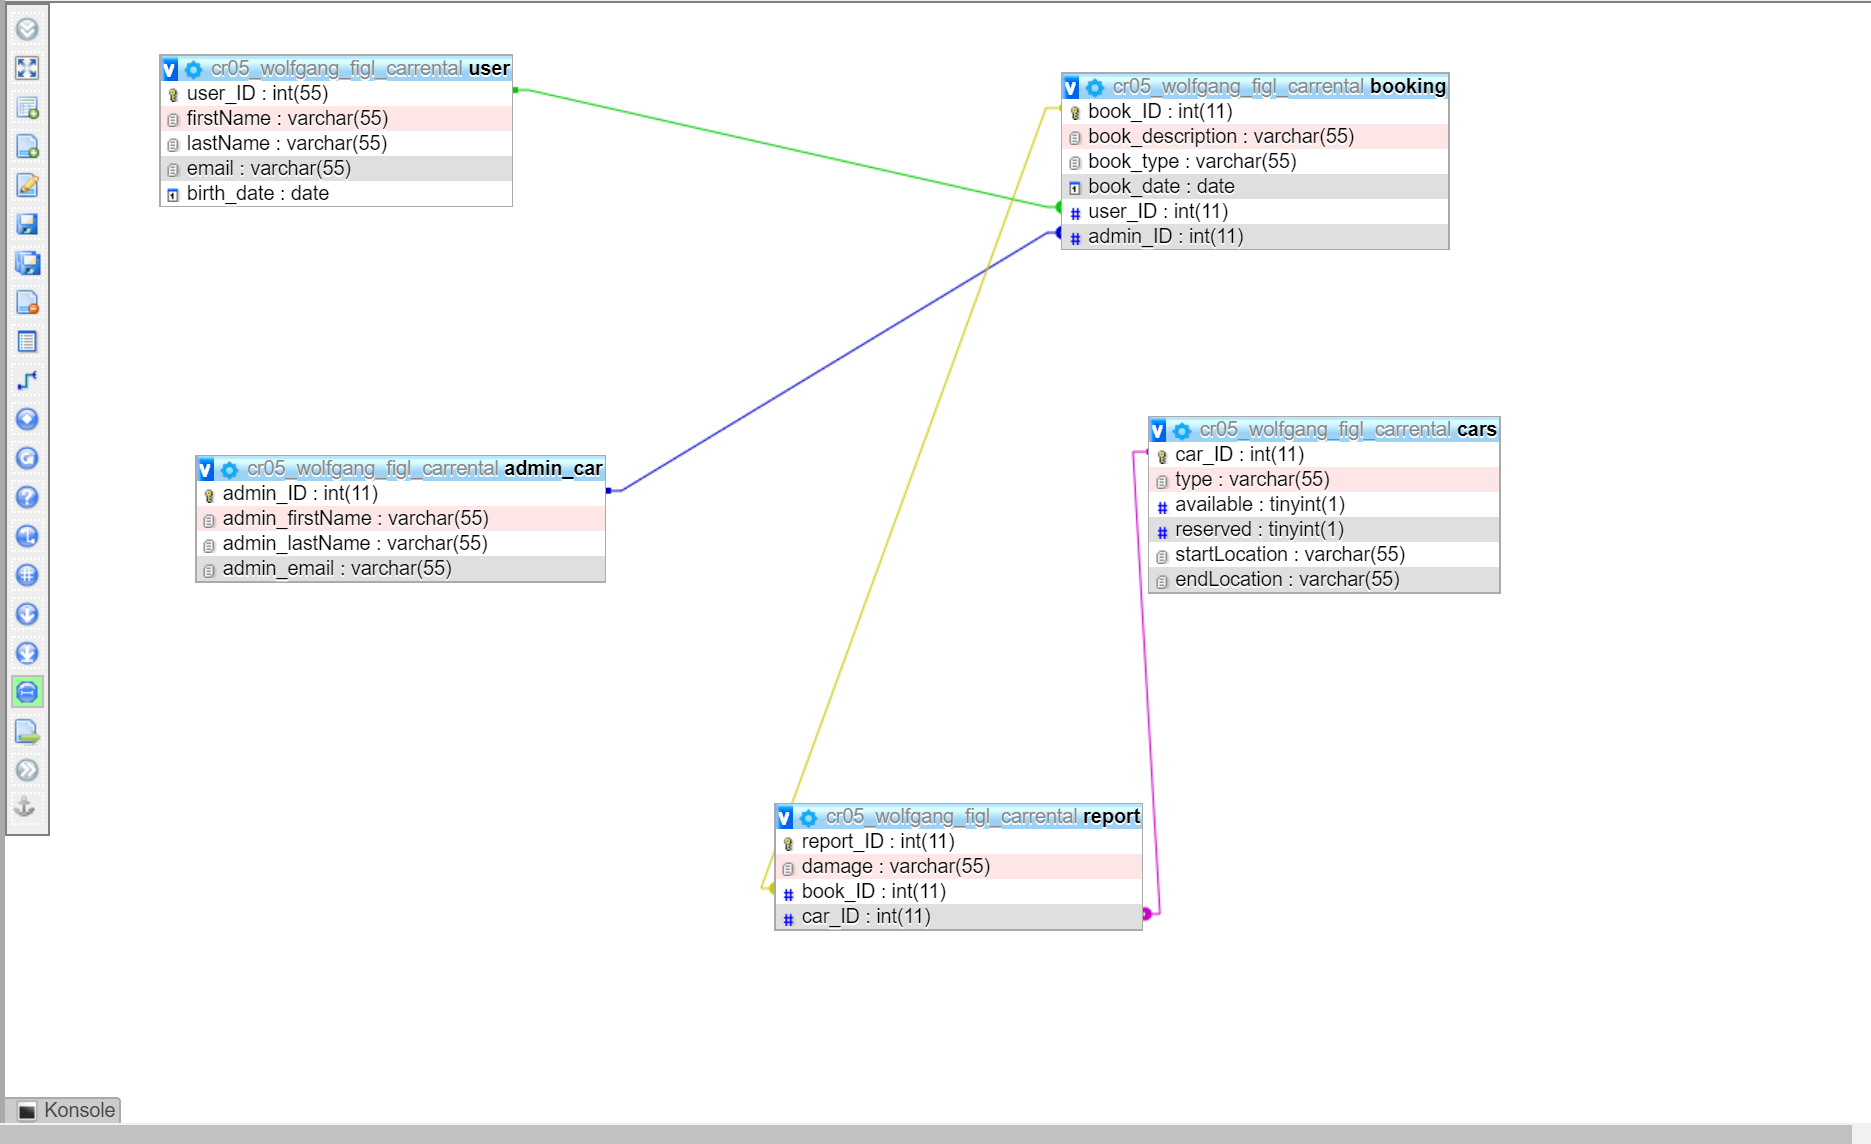 cr05_wolfgang_figl_carrental user
user_ID : int(55)
firstName : varchar(55)
lastName : varchar(55)
email : varchar(55)
birth_date : date
cr05_wolfgang_figl_carrental booking
book_ID : int(11)
book_description : varchar(55)
book_type : varchar(55)
book_date : date
user_ID : int(11)
admin_ID : int(11)
cr05_wolfgang_figl_carrental admin_car
admin_ID : int(11)
admin_firstName : varchar(55)
admin_lastName : varchar(55)
admin_email : varchar(55)
cr05_wolfgang_figl_carrental cars
car_ID : int(11)
type : varchar(55)
available : tinyint(1)
reserved : tinyint(1)
startLocation : varchar(55)
endLocation : varchar(55)
cr05_wolfgang_figl_carrental report
report_ID : int(11)
damage : varchar(55)
book_ID : int(11)
car_ID : int(11)
Konsole